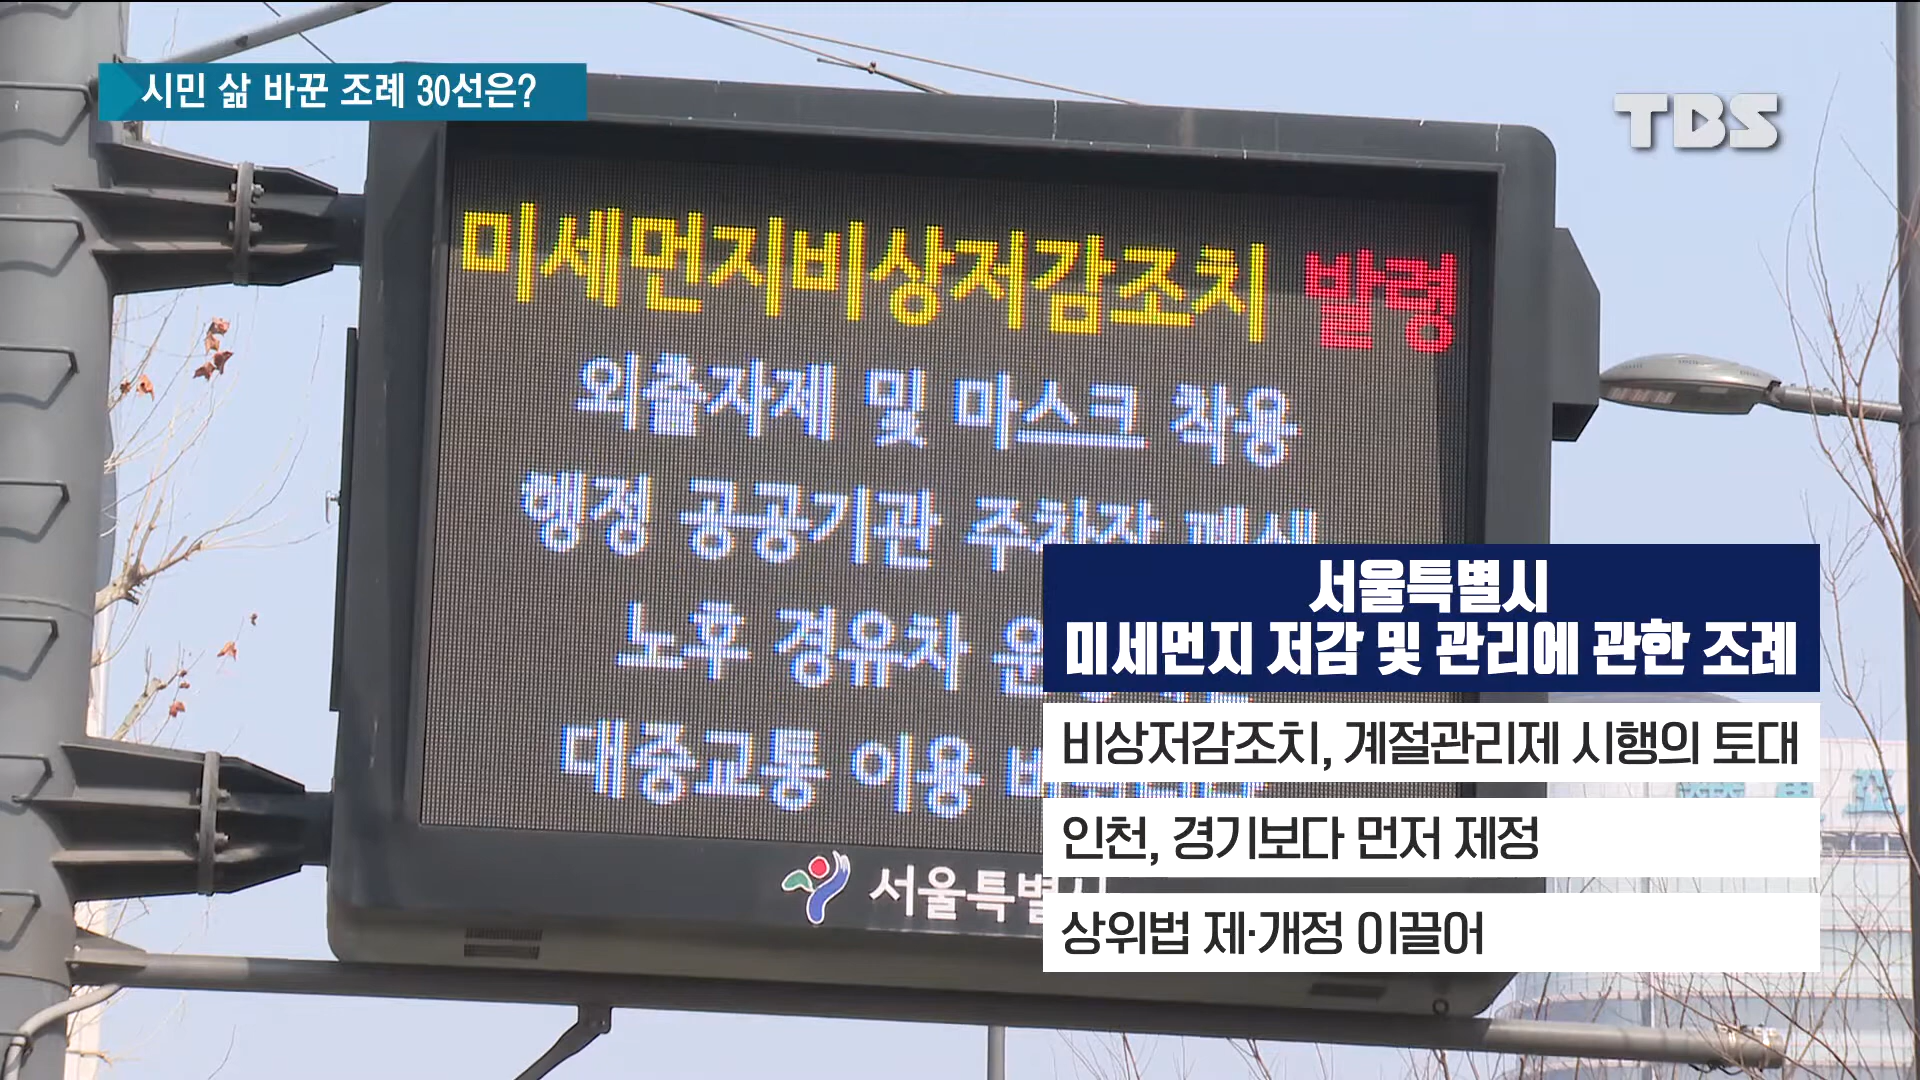 시민 삶 바꾼 조례 30선은?
TBS
미세먼지비상저감조치 발령
외출자제 및 마스크 착용
행정 공공기관 주차장 폐쇄
노후 경유차
대중교통 이용
서울특별시
서울특별시
미세먼지 저감 및 관리에 관한 조례
비상저감조치, 계절관리제 시행의 토대
인천, 경기보다 먼저 제정
상위법 제·개정 이끌어